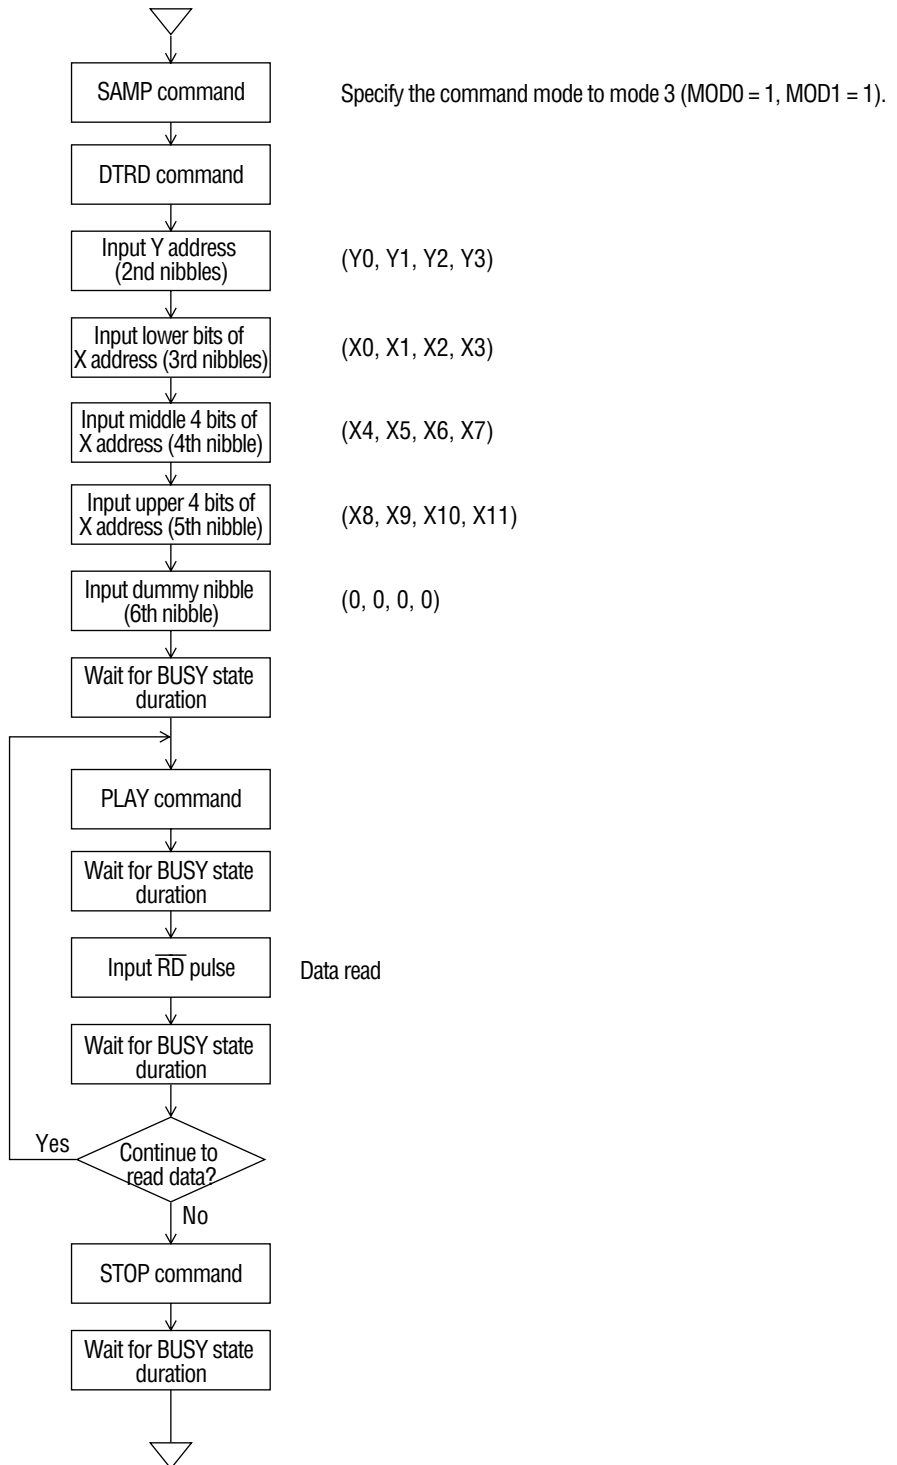 SAMP command
Specify the command mode to mode 3 (MOD0 = 1, MOD1 = 1).
DTRD command
Input Y address
(2nd nibbles)
(Y0, Y1, Y2, Y3)
Input lower bits of
X address (3rd nibbles)
(X0, X1, X2, X3)
Input middle 4 bits of
X address (4th nibble)
(X4, X5, X6, X7)
Input upper 4 bits of
X address (5th nibble)
(X8, X9, X10, X11)
Input dummy nibble
(6th nibble)
(0, 0, 0, 0)
Wait for BUSY state
duration
PLAY command
Wait for BUSY state
duration
Input R̅D̅ pulse
Data read
Wait for BUSY state
duration
Yes
Continue to
read data?
No
STOP command
Wait for BUSY state
duration